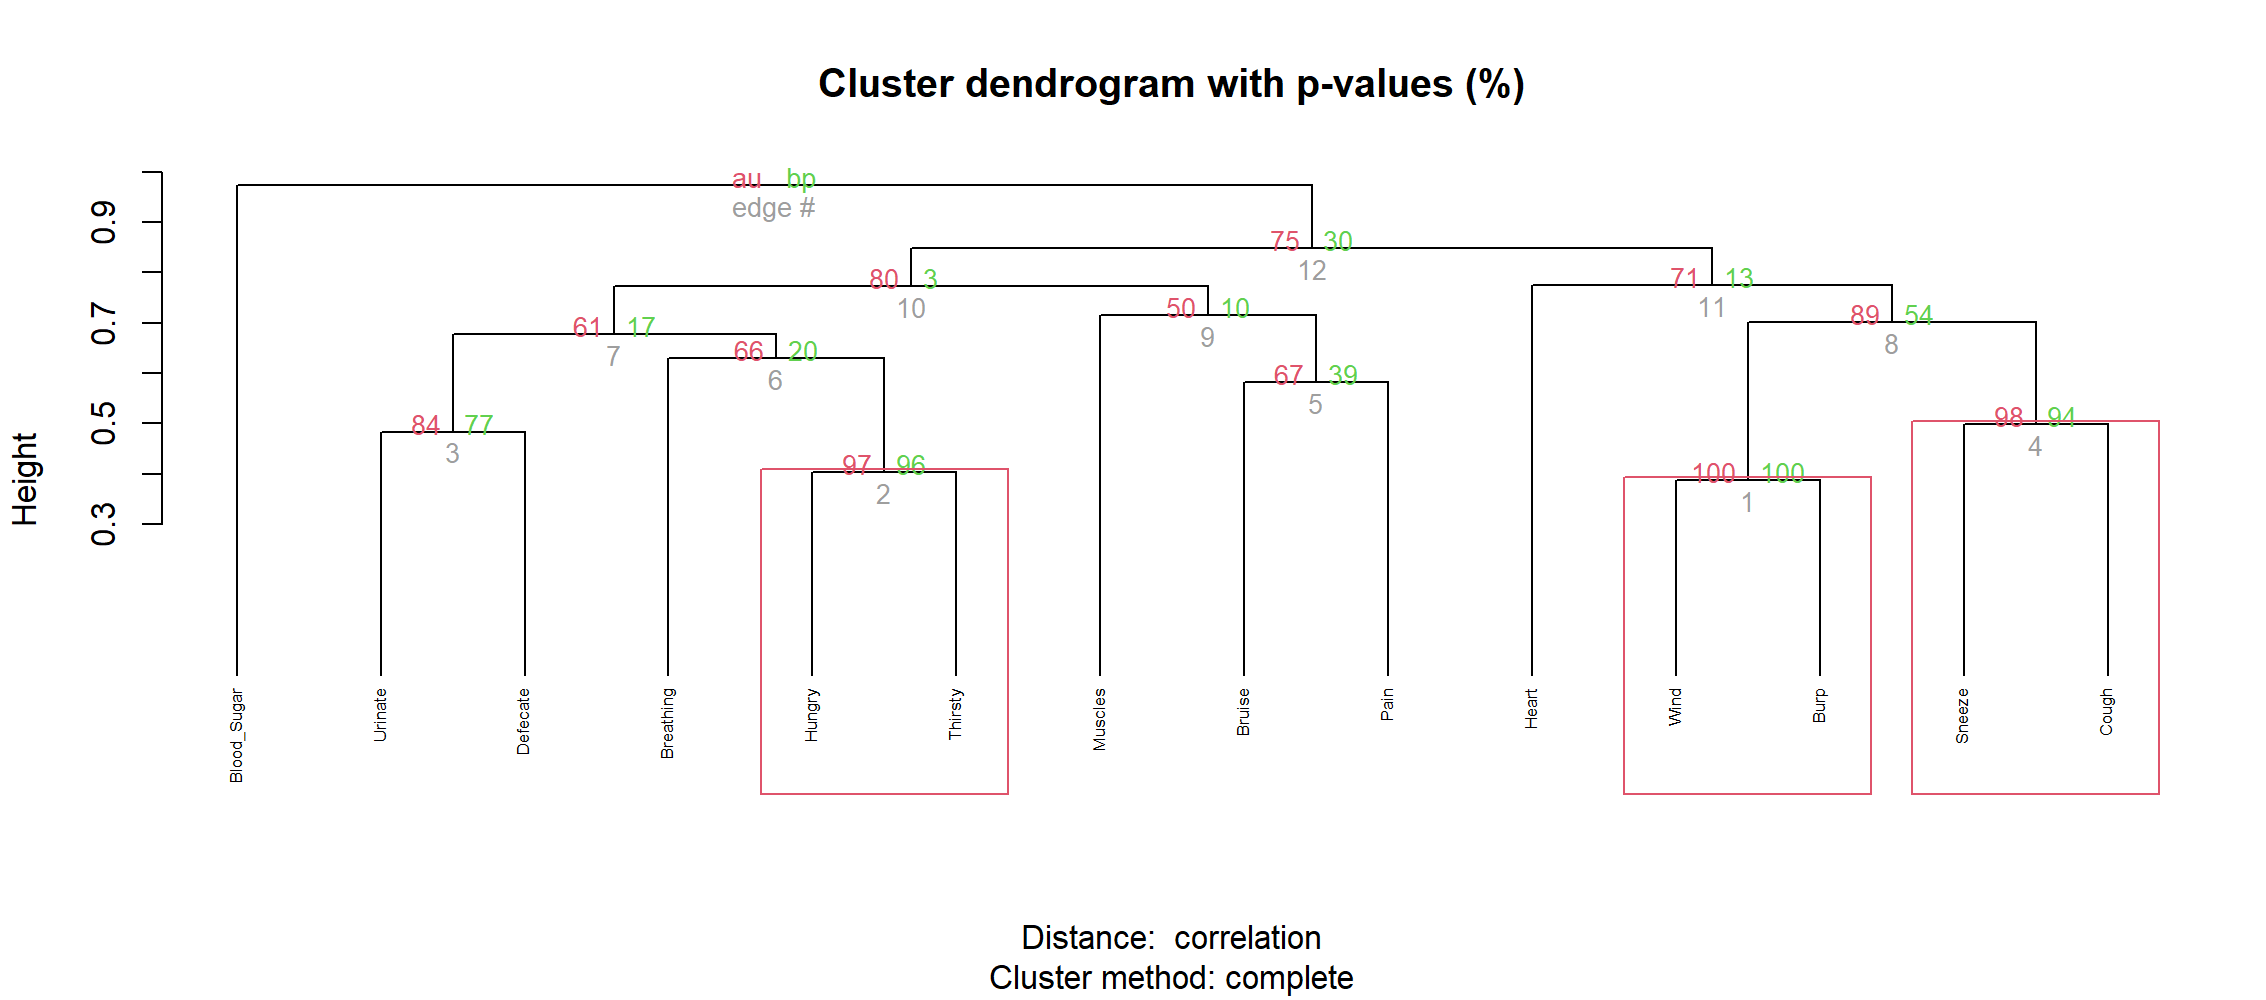 Cluster dendrogram with p-values (%)
Height
0.3 0.5 0.7 0.9
au bp
edge #
75 30
12
80 3
10
71 13
11
50 10
9
89 54
8
61 17
7
66 20
6
67 39
5
98 94
4
84 77
3
97 96
2
100 100
1
Blood_Sugar
Urinate
Defecate
Breathing
Hungry
Thirsty
Muscles
Bruise
Pain
Heart
Wind
Burp
Sneeze
Cough
Distance: correlation
Cluster method: complete